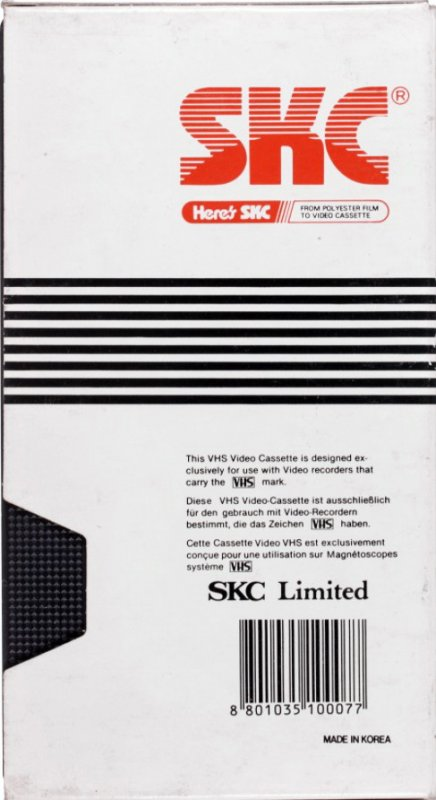 SKC®
Here's SKC
FROM POLYESTER FILM
TO VIDEO CASSETTE
This VHS Video Cassette is designed ex-
clusively for use with Video recorders that
carry the VHS mark.
Diese VHS Video-Cassette ist ausschließlich
für den gebrauch mit Video-Recordern
bestimmt, die das Zeichen VHS haben.
Cette Cassette Video VHS est exclusivement
conçue pour une utilisation sur Magnétoscopes
système VHS
SKC Limited
8 801035 100077
MADE IN KOREA